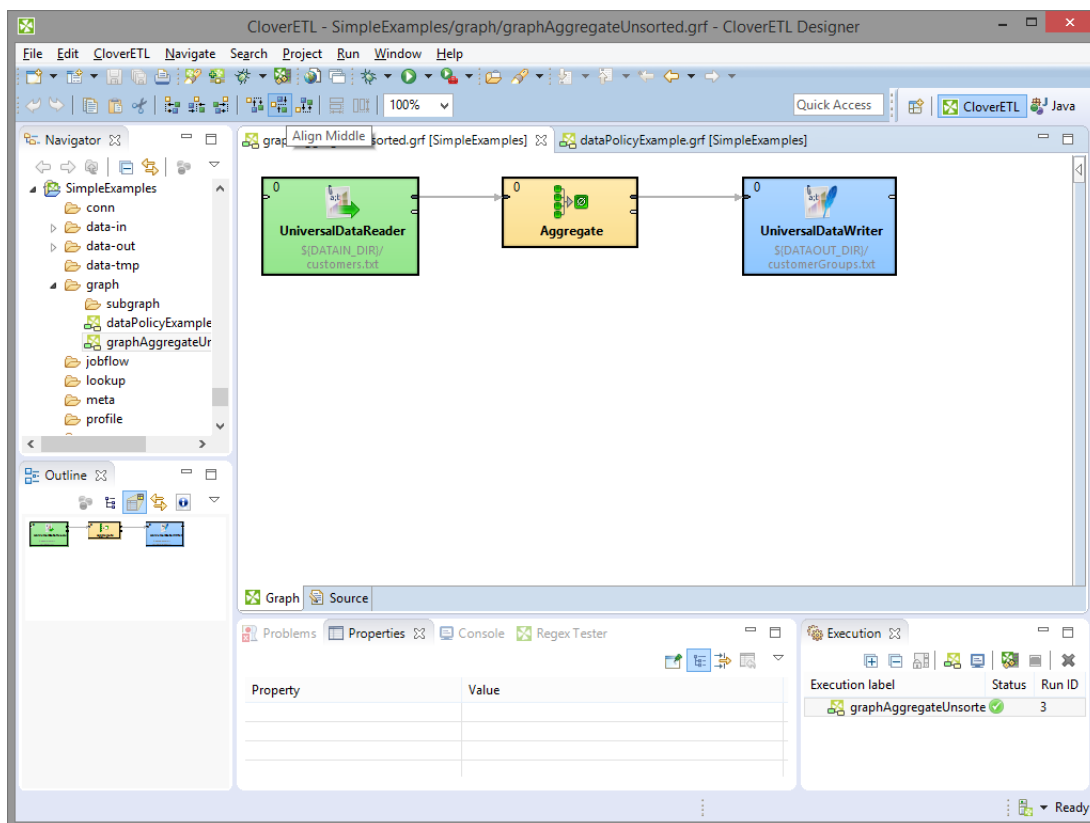 CloverETL - SimpleExamples/graph/graphAggregateUnsorted.grf - CloverETL Designer
File Edit CloverETL Navigate Search Project Run Window Help
100%
Quick Access
CloverETL
Java
Navigator
SimpleExamples
conn
data-in
data-out
data-tmp
graph
subgraph
dataPolicyExample
graphAggregateUr
jobflow
lookup
meta
profile
Align Middle
sorted.grf [SimpleExamples]
dataPolicyExample.grf [SimpleExamples]
0
UniversalDataReader
${DATAIN_DIR}/
customers.txt
0
Aggregate
0
UniversalDataWriter
${DATAOUT_DIR}/
customerGroups.txt
Outline
Graph Source
Problems Properties Console Regex Tester
Property Value
Execution
Execution label Status Run ID
graphAggregateUnsorte 3
Ready